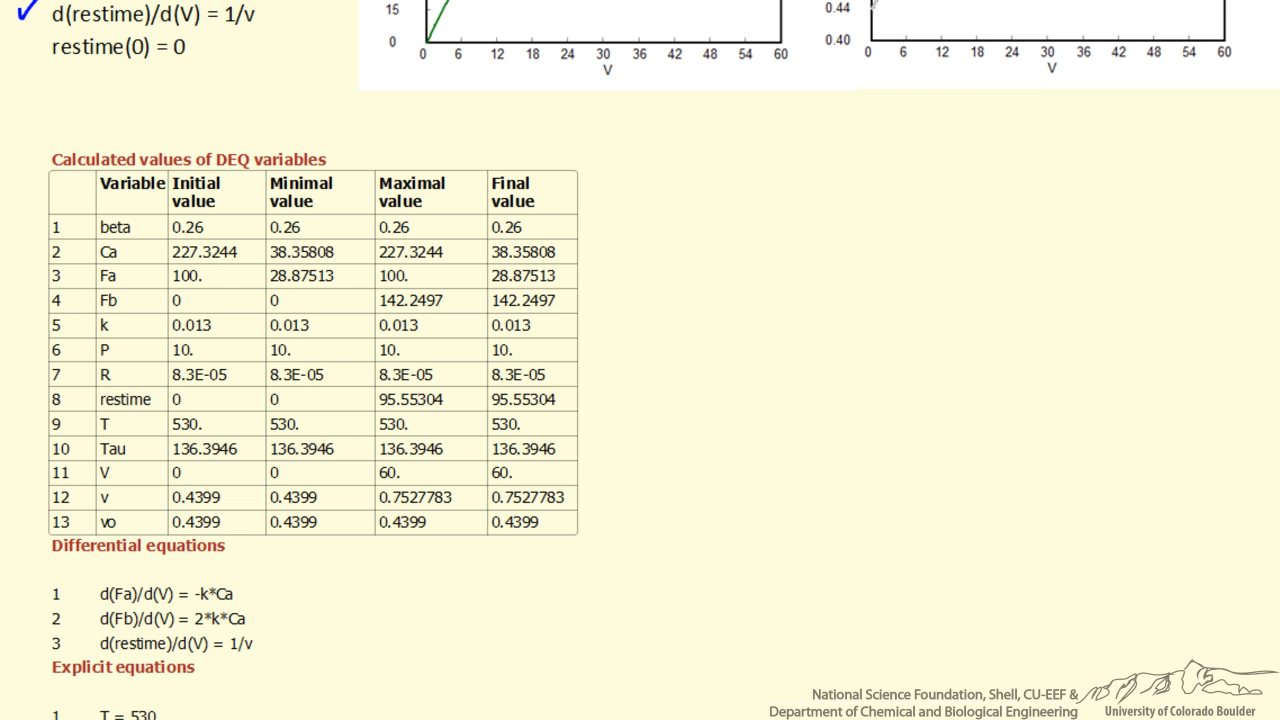 d(restime)/d(V) = 1/v
restime(0) = 0
15
0
0 6 12 18 24 30 36 42 48 54 60
V
0.44
0.40
0 6 12 18 24 30 36 42 48 54 60
V
Calculated values of DEQ variables
Variable Initial value Minimal value Maximal value Final value
1 beta 0.26 0.26 0.26 0.26
2 Ca 227.3244 38.35808 227.3244 38.35808
3 Fa 100. 28.87513 100. 28.87513
4 Fb 0 0 142.2497 142.2497
5 k 0.013 0.013 0.013 0.013
6 P 10. 10. 10. 10.
7 R 8.3E-05 8.3E-05 8.3E-05 8.3E-05
8 restime 0 0 95.55304 95.55304
9 T 530. 530. 530. 530.
10 Tau 136.3946 136.3946 136.3946 136.3946
11 V 0 0 60. 60.
12 v 0.4399 0.4399 0.7527783 0.7527783
13 vo 0.4399 0.4399 0.4399 0.4399
Differential equations
1 d(Fa)/d(V) = -k*Ca
2 d(Fb)/d(V) = 2*k*Ca
3 d(restime)/d(V) = 1/v
Explicit equations
1 T = 530
National Science Foundation, Shell, CU-EEF &
Department of Chemical and Biological Engineering
University of Colorado Boulder